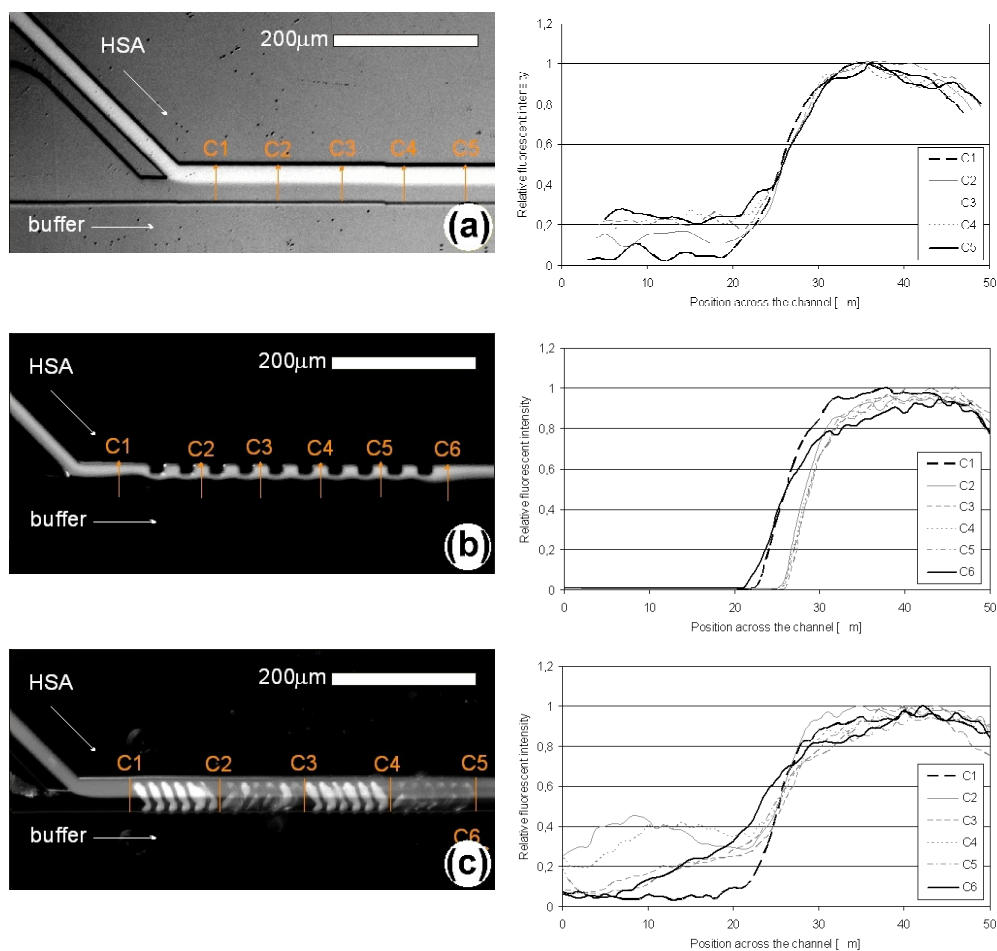 HSA
200µm
C1 C2 C3 C4 C5
buffer
(a)
Relative fluorescent intensity
1,2
1
0,8
0,6
0,4
0,2
0
0 10 20 30 40 50
Position across the channel [ m]
C1
C2
C3
C4
C5
HSA
200µm
C1 C2 C3 C4 C5 C6
buffer
(b)
Relative fluorescent intensity
1,2
1
0,8
0,6
0,4
0,2
0
0 10 20 30 40 50
Position across the channel [ m]
C1
C2
C3
C4
C5
C6
HSA
200µm
C1 C2 C3 C4 C5
buffer
C6
(c)
Relative fluorescent intensity
1,2
1
0,8
0,6
0,4
0,2
0
0 10 20 30 40 50
Position across the channel [ m]
C1
C2
C3
C4
C5
C6